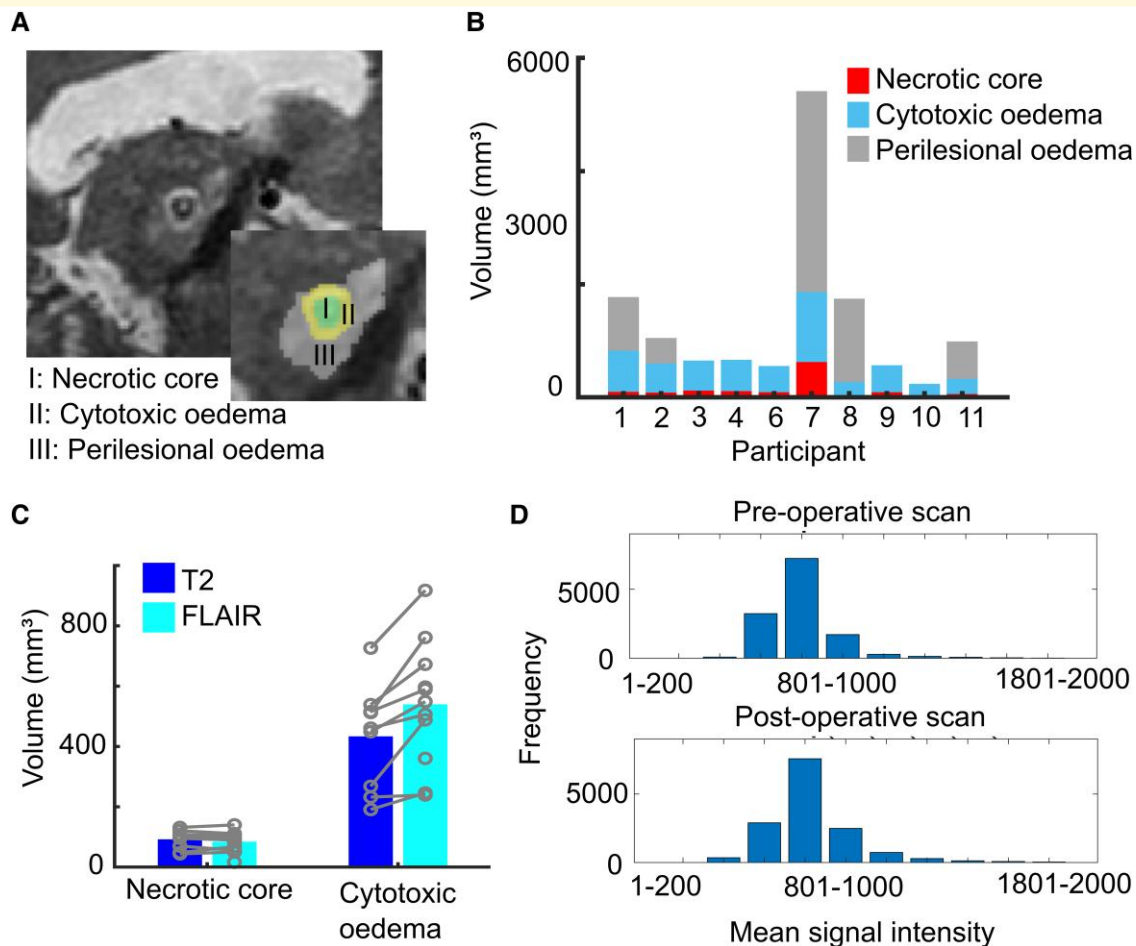 A
I
II
III
I: Necrotic core
II: Cytotoxic oedema
III: Perilesional oedema
B
6000
3000
0
Volume (mm³)
Necrotic core
Cytotoxic oedema
Perilesional oedema
1 2 3 4 6 7 8 9 10 11
Participant
C
T2
FLAIR
800
400
0
Volume (mm³)
Necrotic core
Cytotoxic
oedema
D
Pre-operative scan
5000
0
1-200 801-1000 1801-2000
Post-operative scan
Frequency
5000
0
1-200 801-1000 1801-2000
Mean signal intensity